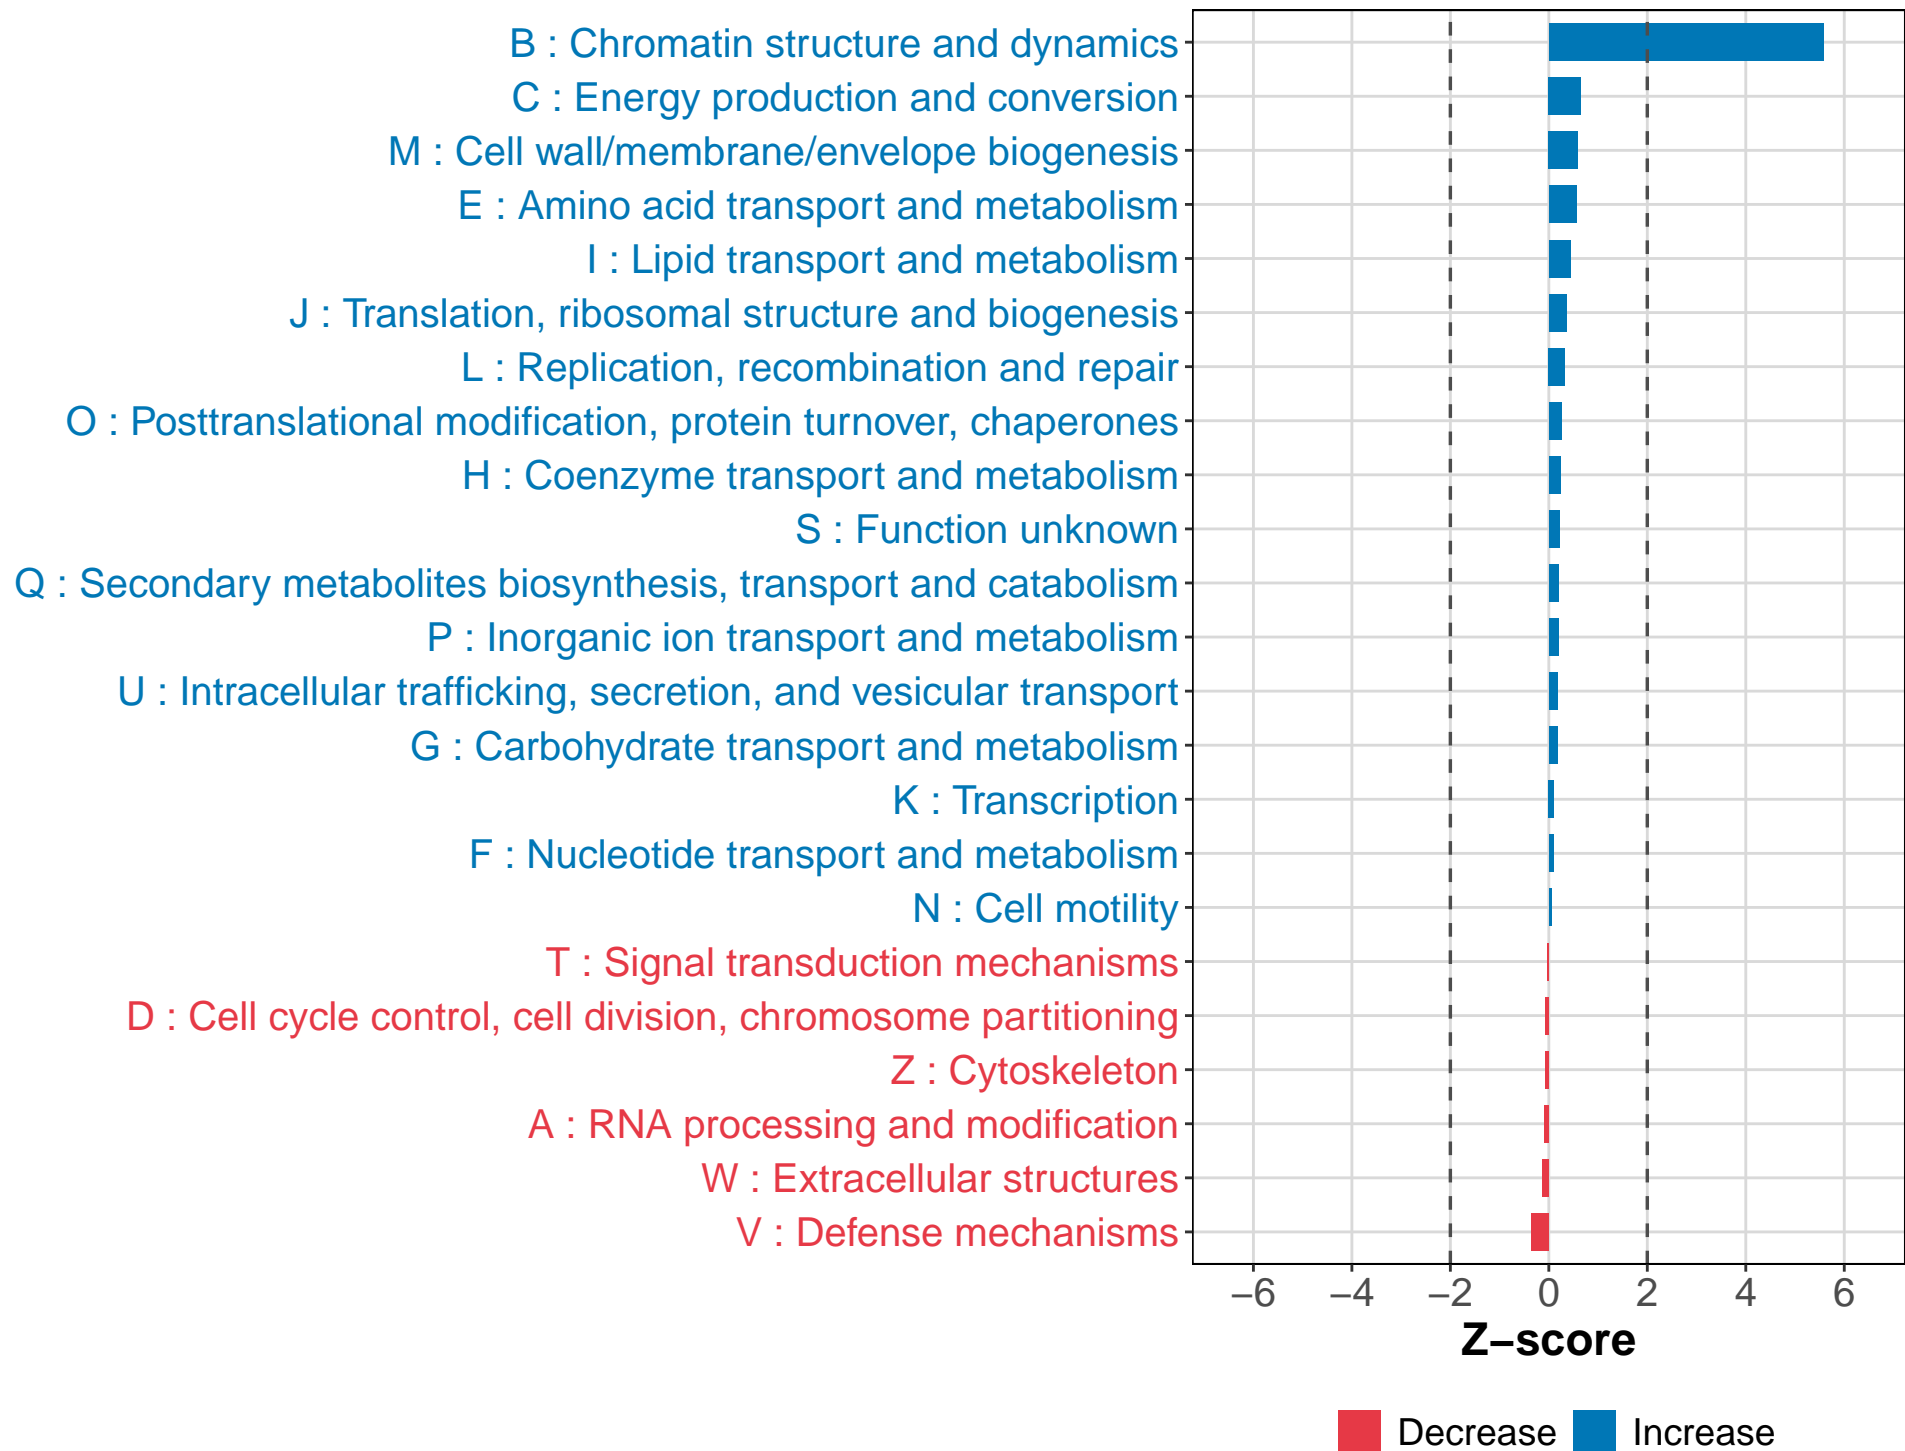 B : Chromatin structure and dynamics
C : Energy production and conversion
M : Cell wall/membrane/envelope biogenesis
E : Amino acid transport and metabolism
I : Lipid transport and metabolism
J : Translation, ribosomal structure and biogenesis
L : Replication, recombination and repair
O : Posttranslational modification, protein turnover, chaperones
H : Coenzyme transport and metabolism
S : Function unknown
Q : Secondary metabolites biosynthesis, transport and catabolism
P : Inorganic ion transport and metabolism
U : Intracellular trafficking, secretion, and vesicular transport
G : Carbohydrate transport and metabolism
K : Transcription
F : Nucleotide transport and metabolism
N : Cell motility
T : Signal transduction mechanisms
D : Cell cycle control, cell division, chromosome partitioning
Z : Cytoskeleton
A : RNA processing and modification
W : Extracellular structures
V : Defense mechanisms
−6 −4 −2 0 2 4 6
Z−score
Decrease Increase